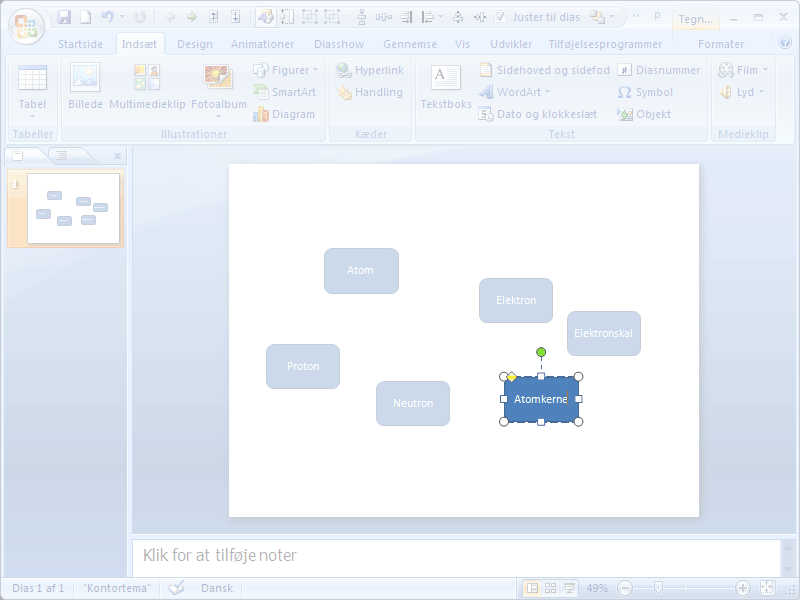 Juster til dias P Tegn...
Startside Indsæt Design Animationer Diasshow Gennemse Vis Udvikler Tilføjelsesprogrammer Formater
Figurer Hyperlink Sidehoved og sidefod Diasnummer Film
SmartArt Handling WordArt Symbol Lyd
Tabel Billede Multimedieklip Fotoalbum Diagram Tekstboks Dato og klokkeslæt Objekt
Tabeller Illustrationer Kæder Tekst Medieklip
1
Atom
Elektron
Elektronskal
Proton
Neutron
Atomkerne
Klik for at tilføje noter
Dias 1 af 1 "Kontortema" Dansk 49%